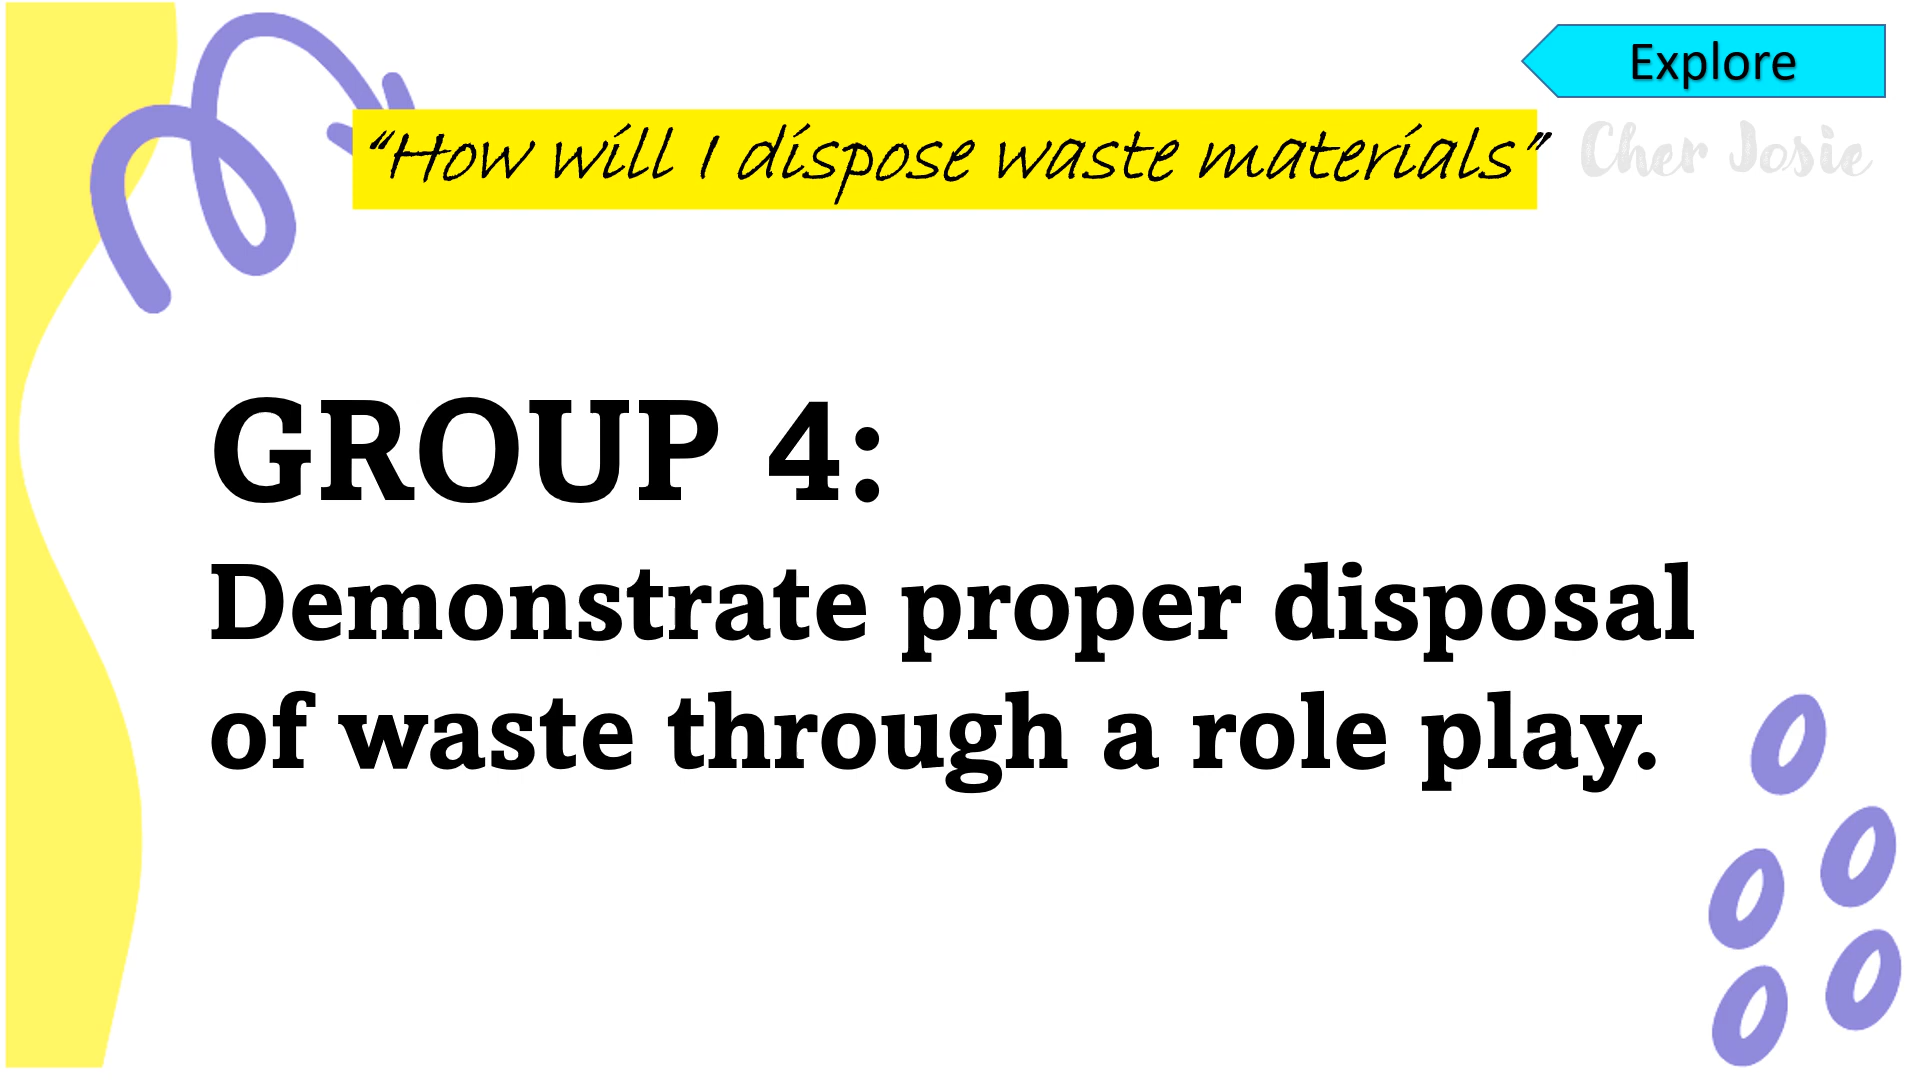 Explore
“How will I dispose waste materials”
Cher Josie
GROUP 4:
Demonstrate proper disposal
of waste through a role play.